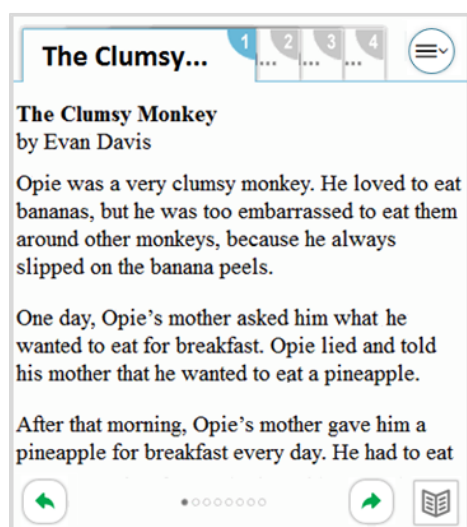 The Clumsy...
1
2
3
4
...
...
...
The Clumsy Monkey
by Evan Davis
Opie was a very clumsy monkey. He loved to eat
bananas, but he was too embarrassed to eat them
around other monkeys, because he always
slipped on the banana peels.
One day, Opie’s mother asked him what he
wanted to eat for breakfast. Opie lied and told
his mother that he wanted to eat a pineapple.
After that morning, Opie’s mother gave him a
pineapple for breakfast every day. He had to eat